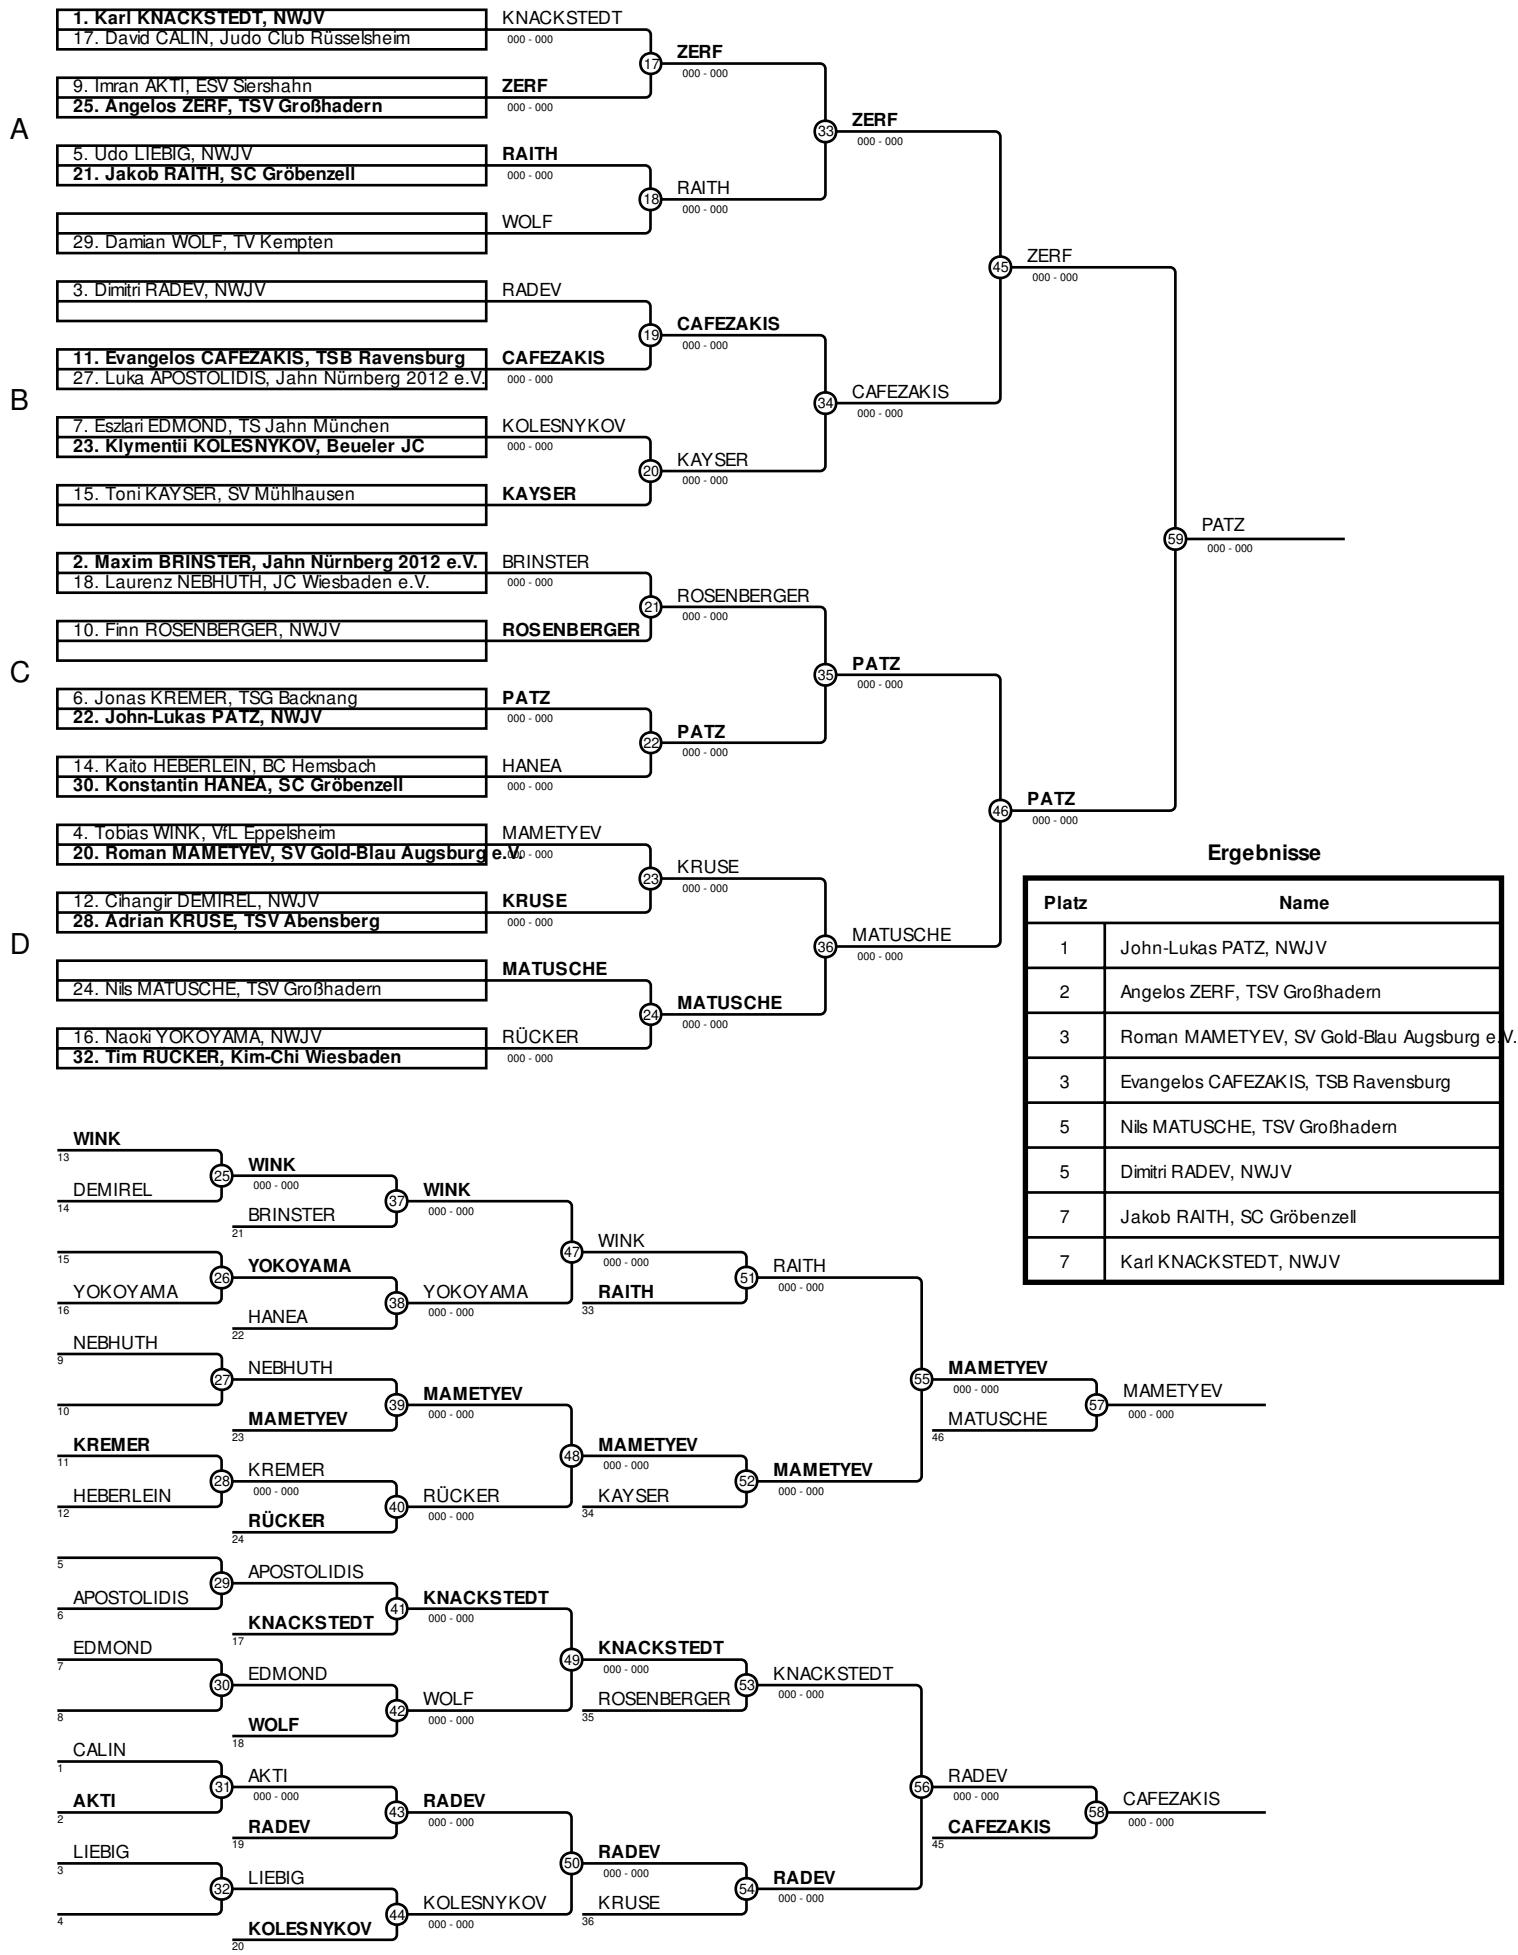 1. Karl KNACKSTEDT, NWJV
17. David CALIN, Judo Club Rüsselsheim
KNACKSTEDT
000 - 000
17
ZERF
000 - 000
9. Imran AKTI, ESV Siershahn
25. Angelos ZERF, TSV Großhadern
ZERF
000 - 000
A
33
ZERF
000 - 000
5. Udo LIEBIG, NWJV
21. Jakob RAITH, SC Gröbenzell
RAITH
000 - 000
18
RAITH
000 - 000
29. Damian WOLF, TV Kempten
WOLF
45
ZERF
000 - 000
3. Dimitri RADEV, NWJV
RADEV
19
CAFEZAKIS
000 - 000
11. Evangelos CAFEZAKIS, TSB Ravensburg
27. Luka APOSTOLIDIS, Jahn Nürnberg 2012 e.V.
CAFEZAKIS
000 - 000
B
34
CAFEZAKIS
000 - 000
7. Eszlari EDMOND, TS Jahn München
23. Klymentii KOLESNYKOV, Beueler JC
KOLESNYKOV
000 - 000
20
KAYSER
000 - 000
15. Toni KAYSER, SV Mühlhausen
KAYSER
59
PATZ
000 - 000
2. Maxim BRINSTER, Jahn Nürnberg 2012 e.V.
18. Laurenz NEBHUTH, JC Wiesbaden e.V.
BRINSTER
000 - 000
21
ROSENBERGER
000 - 000
10. Finn ROSENBERGER, NWJV
ROSENBERGER
C
35
PATZ
000 - 000
6. Jonas KREMER, TSG Backnang
22. John-Lukas PATZ, NWJV
PATZ
000 - 000
22
PATZ
000 - 000
14. Kaito HEBERLEIN, BC Hemsbach
30. Konstantin HANEA, SC Gröbenzell
HANEA
000 - 000
46
PATZ
000 - 000
4. Tobias WINK, VfL Eppelsheim
20. Roman MAMETYEV, SV Gold-Blau Augsburg e.V.
MAMETYEV
000 - 000
23
KRUSE
000 - 000
12. Cihangir DEMIREL, NWJV
28. Adrian KRUSE, TSV Abensberg
KRUSE
000 - 000
D
36
MATUSCHE
000 - 000
24. Nils MATUSCHE, TSV Großhadern
MATUSCHE
24
MATUSCHE
000 - 000
16. Naoki YOKOYAMA, NWJV
32. Tim RÜCKER, Kim-Chi Wiesbaden
RÜCKER
000 - 000
Ergebnisse
Platz Name
1 John-Lukas PATZ, NWJV
2 Angelos ZERF, TSV Großhadern
3 Roman MAMETYEV, SV Gold-Blau Augsburg e.V.
3 Evangelos CAFEZAKIS, TSB Ravensburg
5 Nils MATUSCHE, TSV Großhadern
5 Dimitri RADEV, NWJV
7 Jakob RAITH, SC Gröbenzell
7 Karl KNACKSTEDT, NWJV
WINK
13
25
WINK
000 - 000
DEMIREL
14
37
WINK
000 - 000
BRINSTER
21
47
WINK
000 - 000
15
26
YOKOYAMA
YOKOYAMA
16
38
YOKOYAMA
000 - 000
HANEA
22
RAITH
33
51
RAITH
000 - 000
NEBHUTH
9
27
NEBHUTH
10
39
MAMETYEV
000 - 000
MAMETYEV
23
55
MAMETYEV
000 - 000
57
MAMETYEV
000 - 000
MATUSCHE
46
KREMER
11
28
KREMER
000 - 000
HEBERLEIN
12
48
MAMETYEV
000 - 000
40
RÜCKER
000 - 000
RÜCKER
24
KAYSER
34
52
MAMETYEV
000 - 000
5
29
APOSTOLIDIS
APOSTOLIDIS
6
41
KNACKSTEDT
000 - 000
KNACKSTEDT
17
49
KNACKSTEDT
000 - 000
EDMOND
7
30
EDMOND
8
42
WOLF
000 - 000
WOLF
18
ROSENBERGER
35
53
KNACKSTEDT
000 - 000
CALIN
1
31
AKTI
000 - 000
AKTI
2
43
RADEV
000 - 000
RADEV
19
56
RADEV
000 - 000
58
CAFEZAKIS
000 - 000
CAFEZAKIS
45
LIEBIG
3
32
LIEBIG
4
50
RADEV
000 - 000
44
KOLESNYKOV
000 - 000
KOLESNYKOV
20
KRUSE
36
54
RADEV
000 - 000